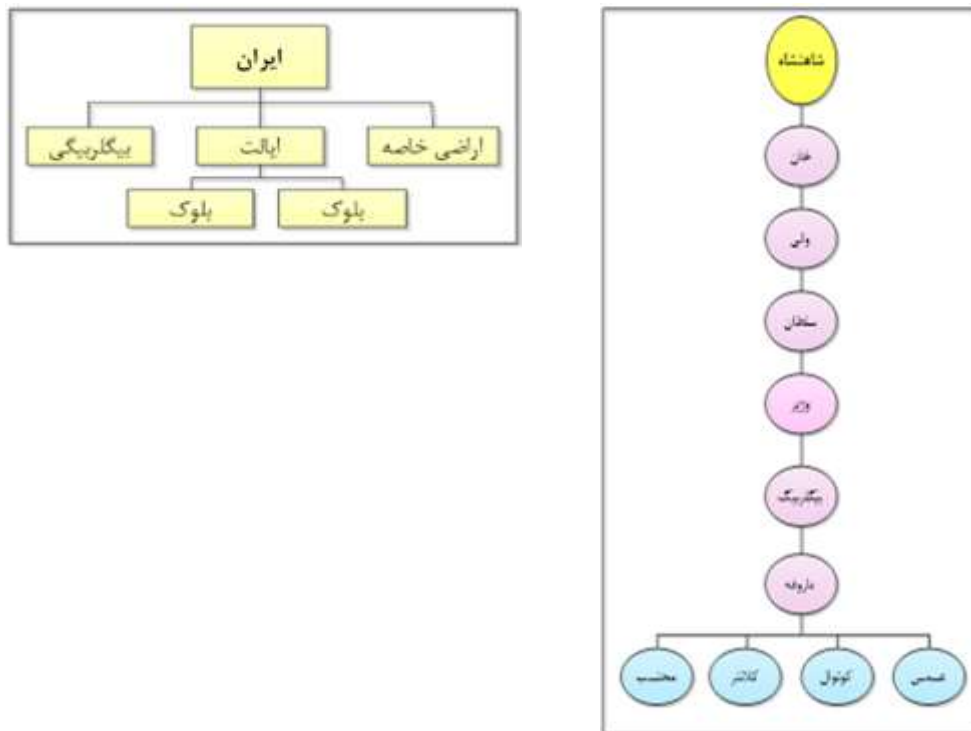 ایران
اراضی خاصه
ایالت
بیگلربیگی
بلوک
بلوک
شاهنشاه
خان
ولی
سلطان
وزیر
بیگلربیگ
داروغه
عسس
کوتوال
کلانتر
محتسب